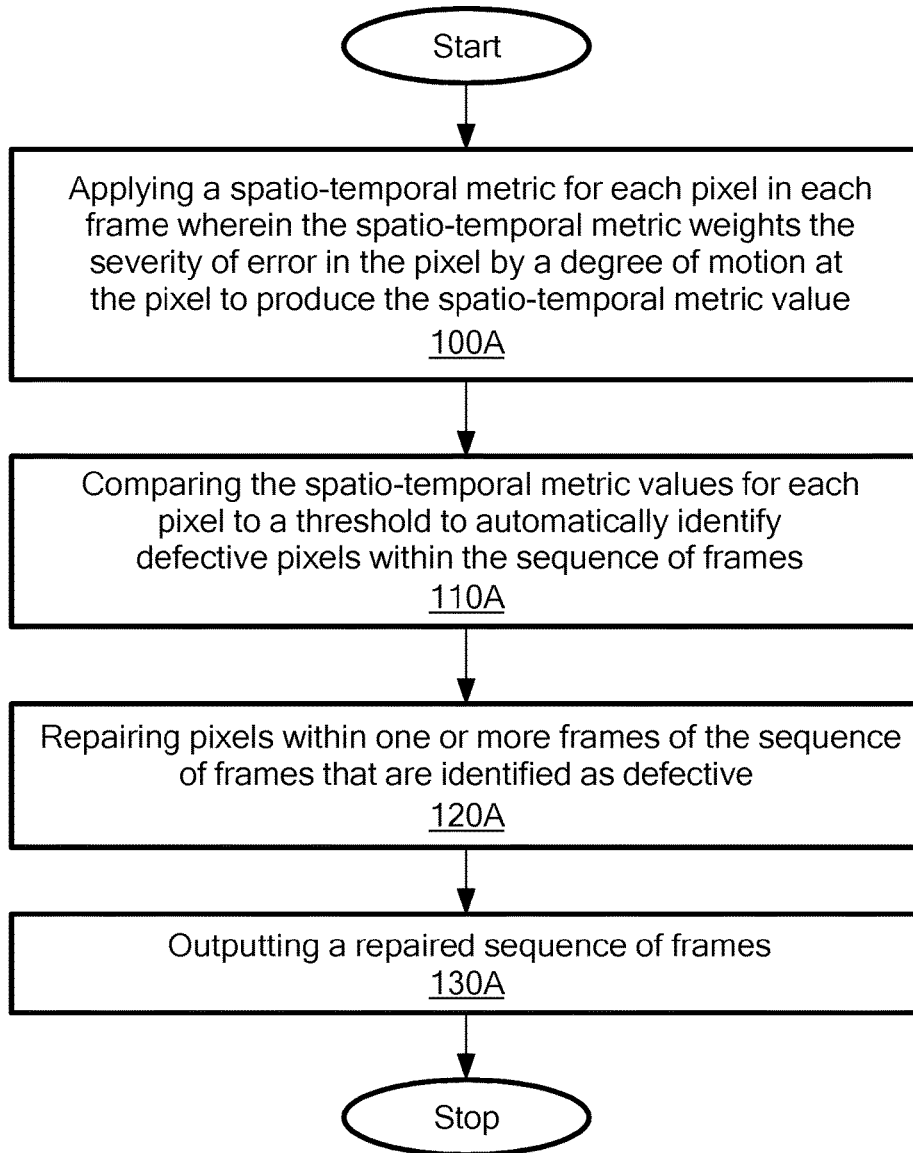 Start
Applying a spatio-temporal metric for each pixel in each
frame wherein the spatio-temporal metric weights the
severity of error in the pixel by a degree of motion at
the pixel to produce the spatio-temporal metric value
100A
Comparing the spatio-temporal metric values for each
pixel to a threshold to automatically identify
defective pixels within the sequence of frames
110A
Repairing pixels within one or more frames of the sequence
of frames that are identified as defective
120A
Outputting a repaired sequence of frames
130A
Stop